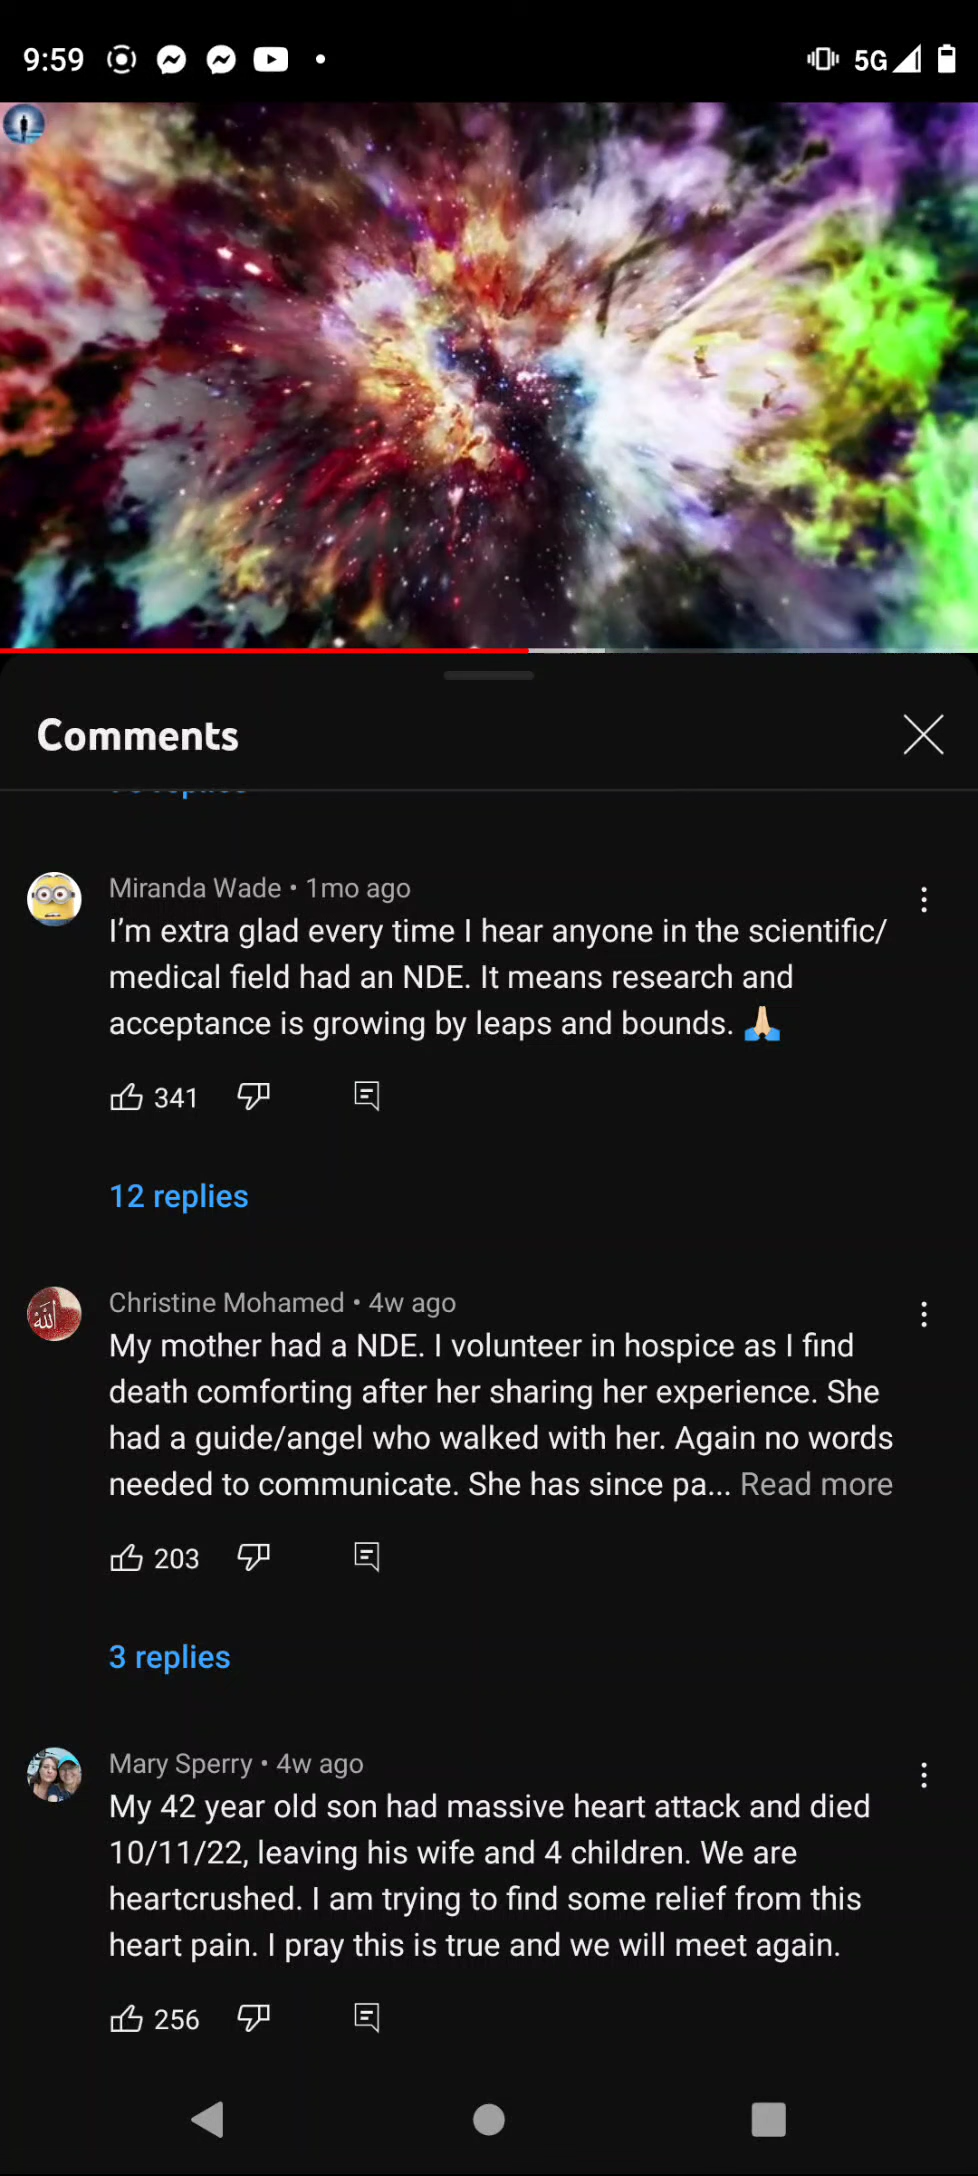 9:59
5G
Comments
replies
Miranda Wade • 1mo ago
I’m extra glad every time I hear anyone in the scientific/
medical field had an NDE. It means research and
acceptance is growing by leaps and bounds. 🙏🏼
341
12 replies
Christine Mohamed • 4w ago
الله
My mother had a NDE. I volunteer in hospice as I find
death comforting after her sharing her experience. She
had a guide/angel who walked with her. Again no words
needed to communicate. She has since pa... Read more
203
3 replies
Mary Sperry • 4w ago
My 42 year old son had massive heart attack and died
10/11/22, leaving his wife and 4 children. We are
heartcrushed. I am trying to find some relief from this
heart pain. I pray this is true and we will meet again.
256